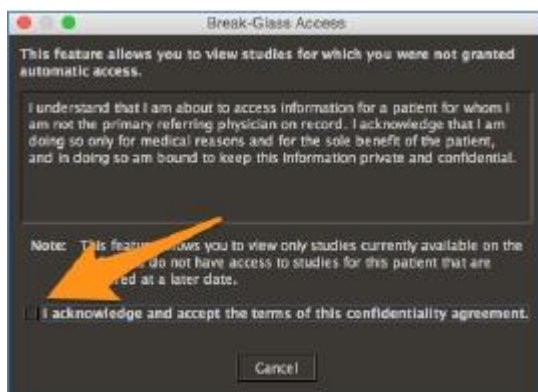 Break-Glass Access
This feature allows you to view studies for which you were not granted
automatic access.
I understand that I am about to access information for a patient for whom I
am not the primary referring physician on record. I acknowledge that I am
doing so only for medical reasons and for the sole benefit of the patient,
and in doing so am bound to keep this information private and confidential.
Note: This feature allows you to view only studies currently available on the
do not have access to studies for this patient that are
at a later date.
I acknowledge and accept the terms of this confidentiality agreement.
Cancel